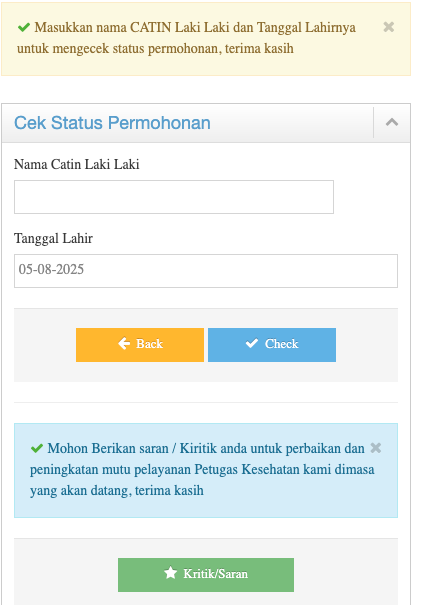 Masukkan nama CATIN Laki Laki dan Tanggal Lahirnya
untuk mengecek status permohonan, terima kasih
Cek Status Permohonan
Nama Catin Laki Laki
Tanggal Lahir
05-08-2025
Back
Check
Mohon Berikan saran / Kiritik anda untuk perbaikan dan
peningkatan mutu pelayanan Petugas Kesehatan kami dimasa
yang akan datang, terima kasih
Kritik/Saran